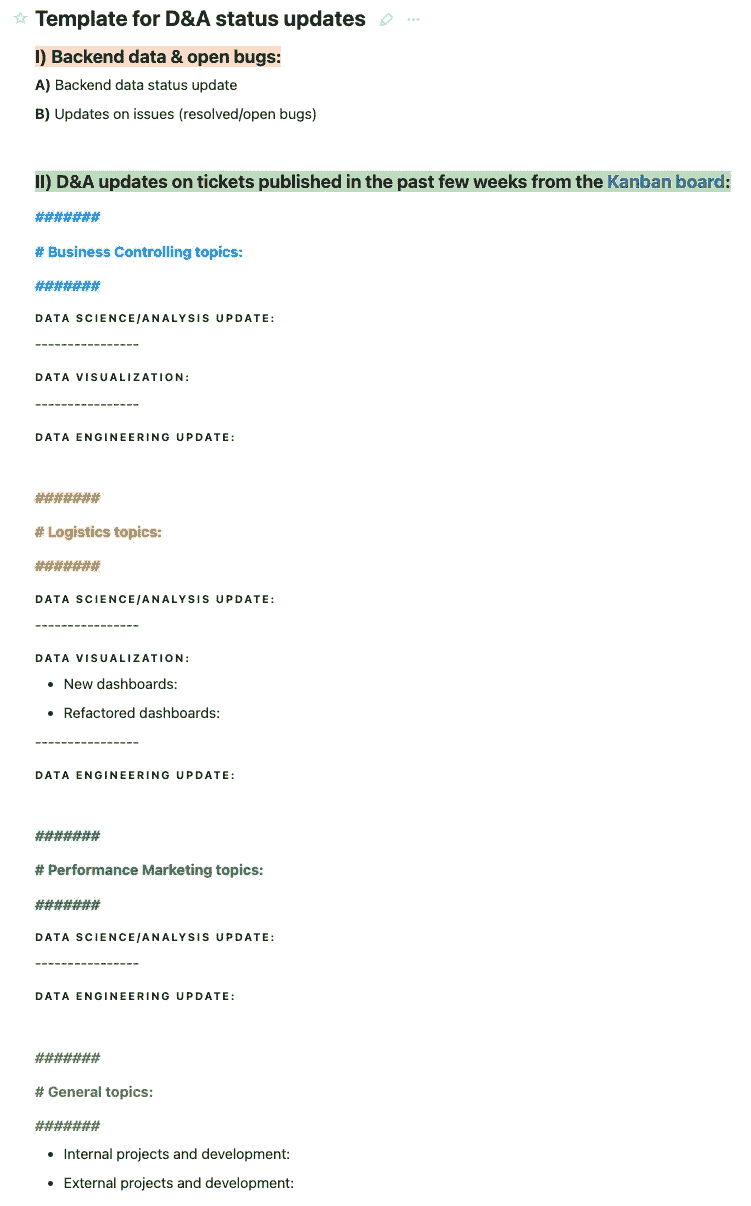 Template for D&A status updates
I) Backend data & open bugs:
A) Backend data status update
B) Updates on issues (resolved/open bugs)
II) D&A updates on tickets published in the past few weeks from the Kanban board:
#######
# Business Controlling topics:
#######
DATA SCIENCE/ANALYSIS UPDATE:
----------------
DATA VISUALIZATION:
----------------
DATA ENGINEERING UPDATE:
#######
# Logistics topics:
#######
DATA SCIENCE/ANALYSIS UPDATE:
----------------
DATA VISUALIZATION:
• New dashboards:
• Refactored dashboards:
----------------
DATA ENGINEERING UPDATE:
#######
# Performance Marketing topics:
#######
DATA SCIENCE/ANALYSIS UPDATE:
----------------
DATA ENGINEERING UPDATE:
#######
# General topics:
#######
• Internal projects and development:
• External projects and development: